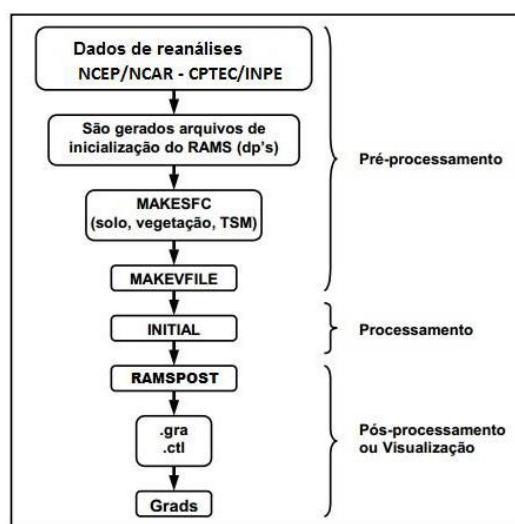 Dados de reanálises
NCEP/NCAR - CPTEC/INPE
São gerados arquivos de
inicialização do RAMS (dp's)
MAKESFC
(solo, vegetação, TSM)
MAKEVFILE
Pré-processamento
INITIAL
Processamento
RAMSPOST
.gra
.ctl
Grads
Pós-processamento
ou Visualização